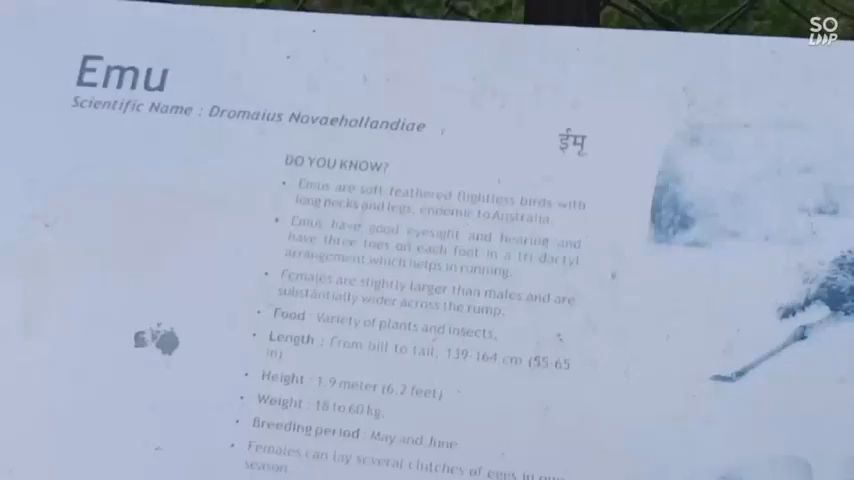 SO
LOOP
Emu
Scientific Name : Dromaius Novaehollandiae
ईमू
DO YOU KNOW?
• Emus are soft feathered flightless birds with
long necks and legs, endemic to Australia.
• Emus have good eyesight and hearing and
have three toes on each foot in a tri dactyl
arrangement which helps in running.
• Females are slightly larger than males and are
substantially wider across the rump.
• Food : Variety of plants and insects.
• Length : From bill to tail, 139-164 cm (55-65
in)
• Height : 1.9 meter (6.2 feet)
• Weight : 18 to 60 kg.
• Breeding period : May and June
• Females can lay several clutches of eggs in one
season.